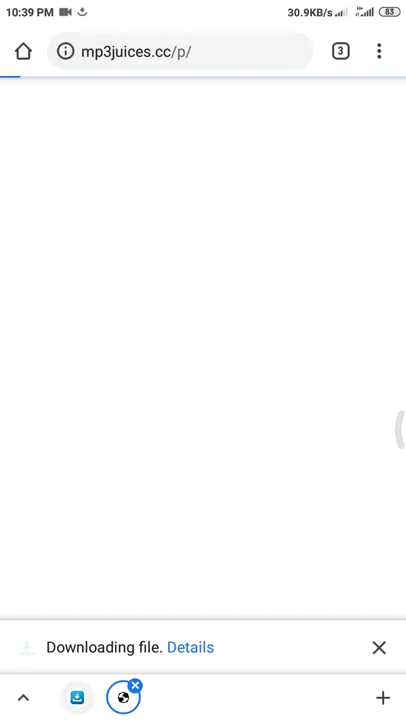 10:39 PM 30.9KB/s 83
mp3juices.cc/p/ 3
Downloading file. Details